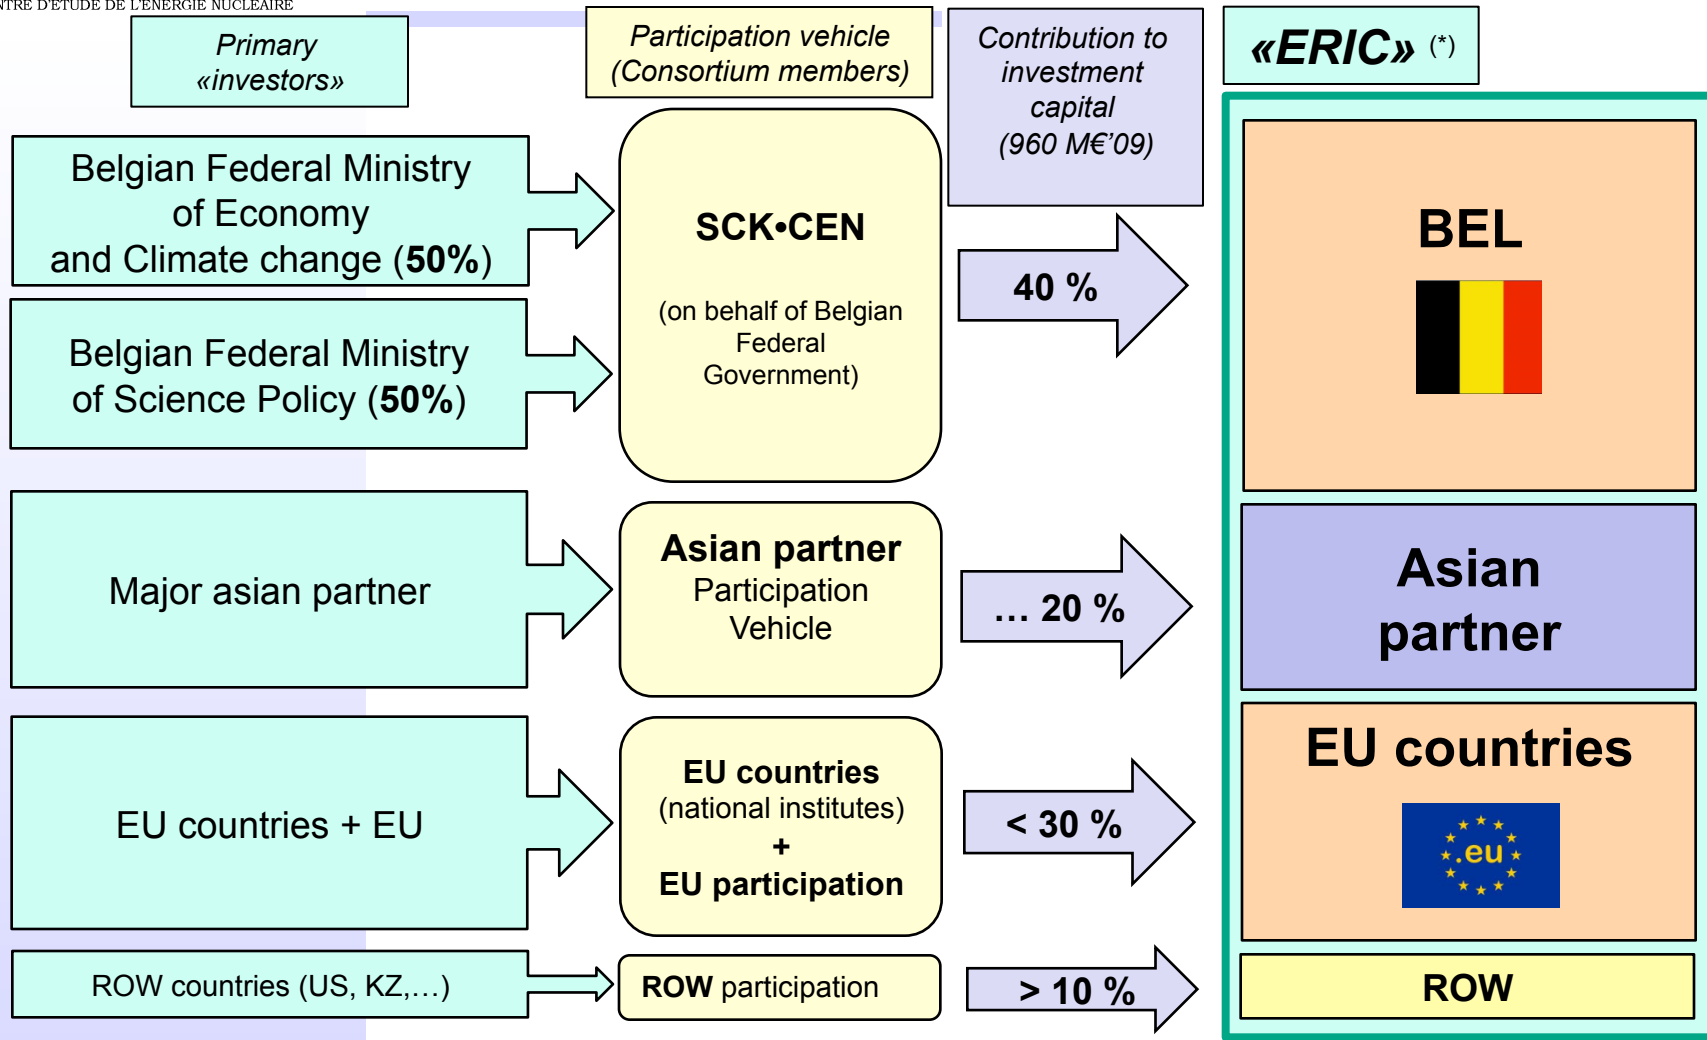 CENTRE D'ETUDE DE L'ENERGIE NUCLEAIRE
Primary
«investors»
Participation vehicle
(Consortium members)
Contribution to
investment
capital
(960 M€’09)
«ERIC» (*)
Belgian Federal Ministry
of Economy
and Climate change (50%)
Belgian Federal Ministry
of Science Policy (50%)
SCK•CEN
(on behalf of Belgian
Federal
Government)
40 %
BEL
Major asian partner
Asian partner
Participation
Vehicle
… 20 %
Asian
partner
EU countries + EU
EU countries
(national institutes)
+
EU participation
< 30 %
EU countries
.eu
ROW countries (US, KZ,…)
ROW participation
> 10 %
ROW